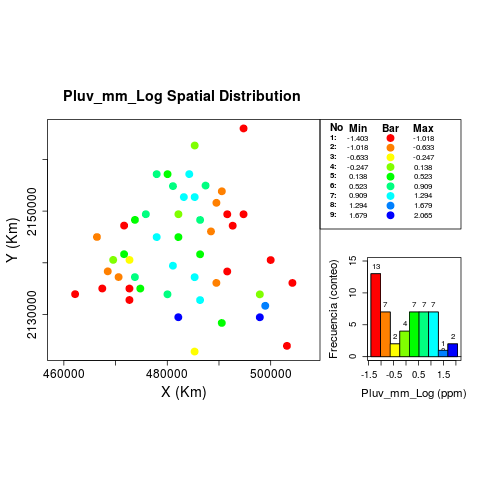 Pluv_mm_Log Spatial Distribution
No Min Bar Max
1: -1.403 -1.018
2: -1.018 -0.633
3: -0.633 -0.247
4: -0.247 0.138
5: 0.138 0.523
6: 0.523 0.909
7: 0.909 1.294
8: 1.294 1.679
9: 1.679 2.065
Y (Km)
2150000
2130000
460000 480000 500000
X (Km)
Frecuencia (conteo)
15
10
5
0
13 7 2 4 7 7 7 1 2
-1.5 -0.5 0.5 1.5
Pluv_mm_Log (ppm)